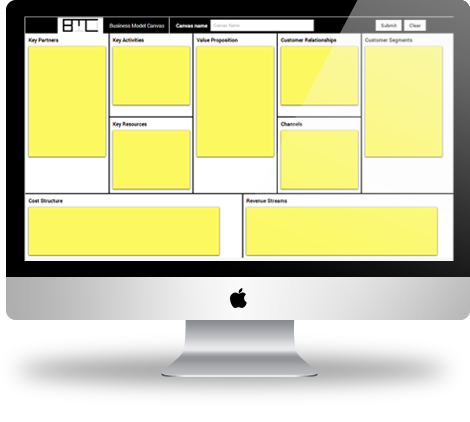 BMC Business Model Canvas Canvas name Canvas Name Submit Clear
Key Partners Key Activities Value Proposition Customer Relationships Customer Segments
Key Resources Channels
Cost Structure Revenue Streams